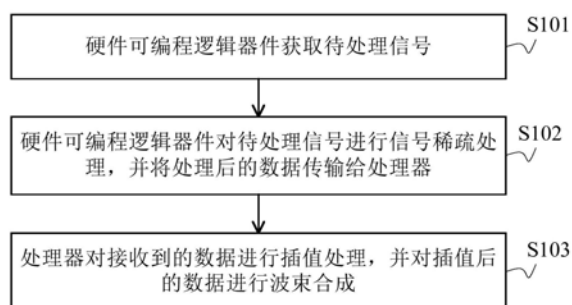 S101
硬件可编程逻辑器件获取待处理信号
S102
硬件可编程逻辑器件对待处理信号进行信号稀疏处
理，并将处理后的数据传输给处理器
S103
处理器对接收到的数据进行插值处理，并对插值后
的数据进行波束合成